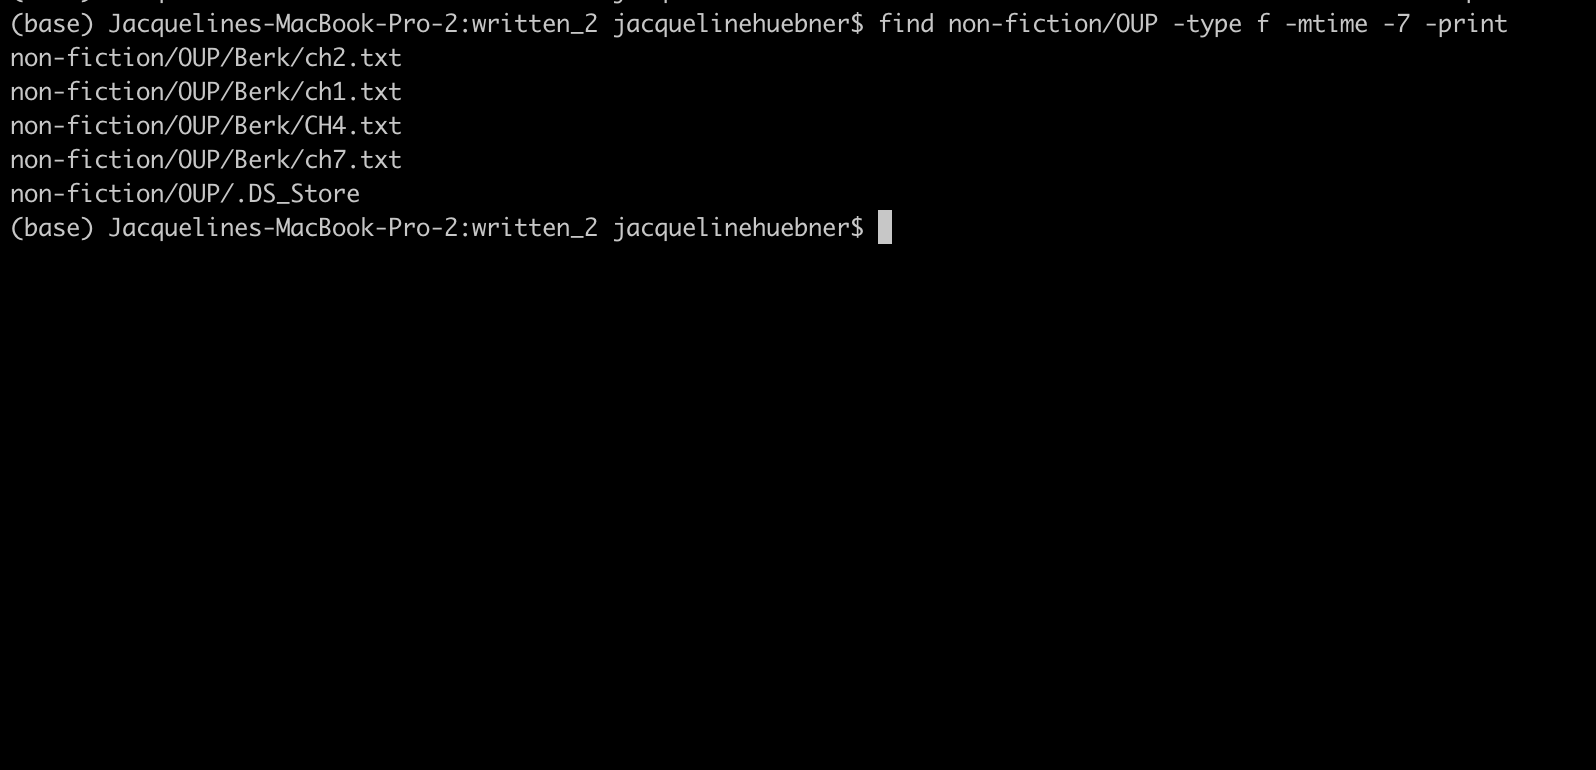 (base) Jacquelines-MacBook-Pro-2:written_2 jacquelinehuebner$ find non-fiction/OUP -type f -mtime -7 -print
non-fiction/OUP/Berk/ch2.txt
non-fiction/OUP/Berk/ch1.txt
non-fiction/OUP/Berk/CH4.txt
non-fiction/OUP/Berk/ch7.txt
non-fiction/OUP/.DS_Store
(base) Jacquelines-MacBook-Pro-2:written_2 jacquelinehuebner$